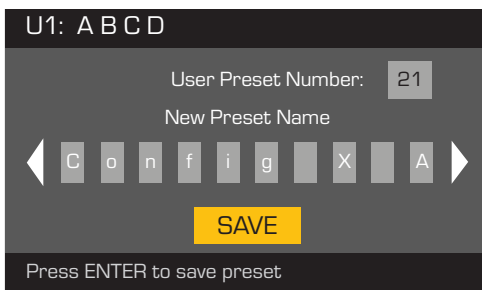 U1: A B C D
User Preset Number: 21
New Preset Name
C o n f i g X A
SAVE
Press ENTER to save preset